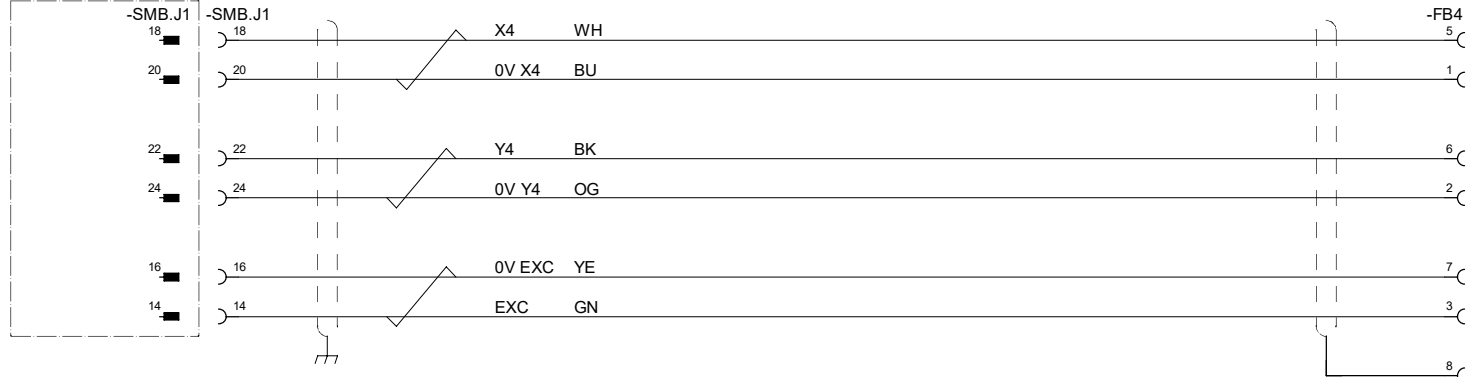 -SMB.J1 -SMB.J1 -FB4
18 18 X4 WH 5
20 20 0V X4 BU 1
22 22 Y4 BK 6
24 24 0V Y4 OG 2
16 16 0V EXC YE 7
14 14 EXC GN 3
8